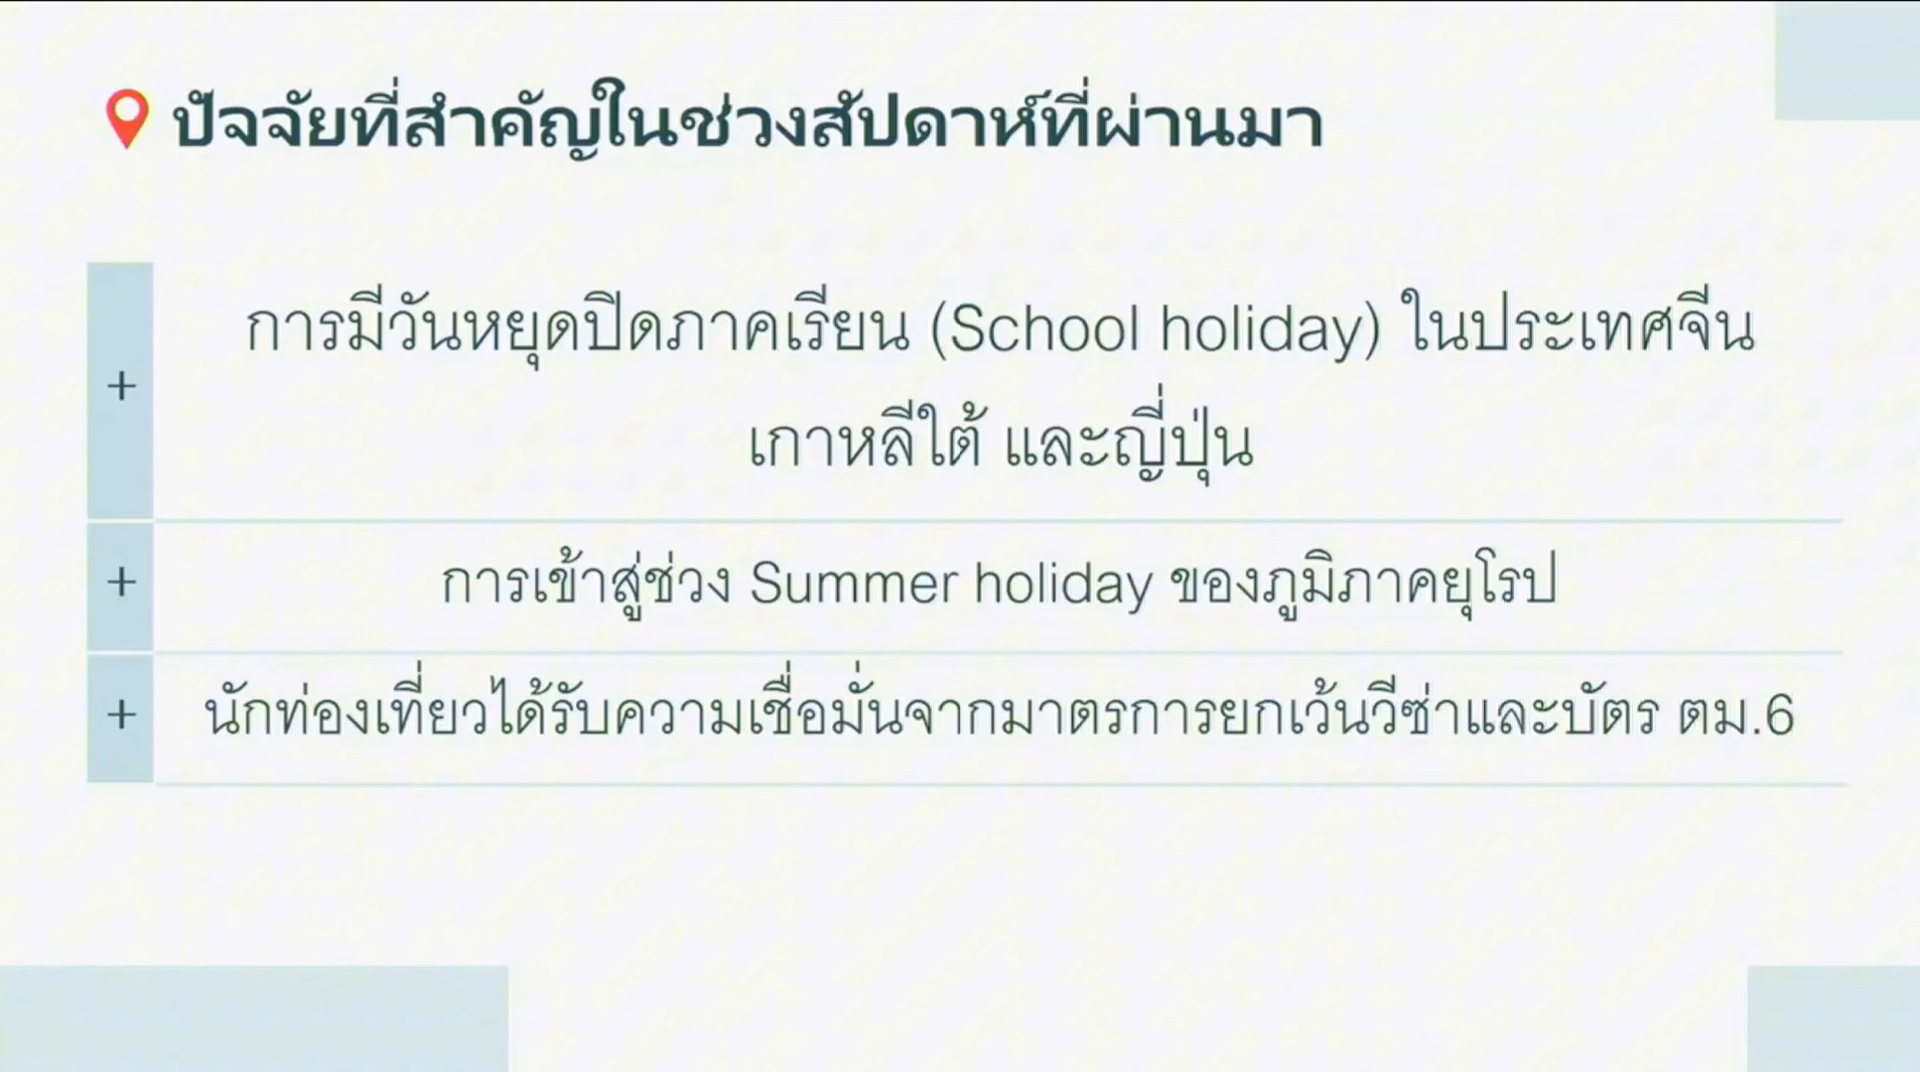 ปัจจัยที่สำคัญในช่วงสัปดาห์ที่ผ่านมา
+ การมีวันหยุดปิดภาคเรียน (School holiday) ในประเทศจีน
เกาหลีใต้ และญี่ปุ่น
+ การเข้าสู่ช่วง Summer holiday ของภูมิภาคยุโรป
+ นักท่องเที่ยวได้รับความเชื่อมั่นจากมาตรการยกเว้นวีซ่าและบัตร ตม.6